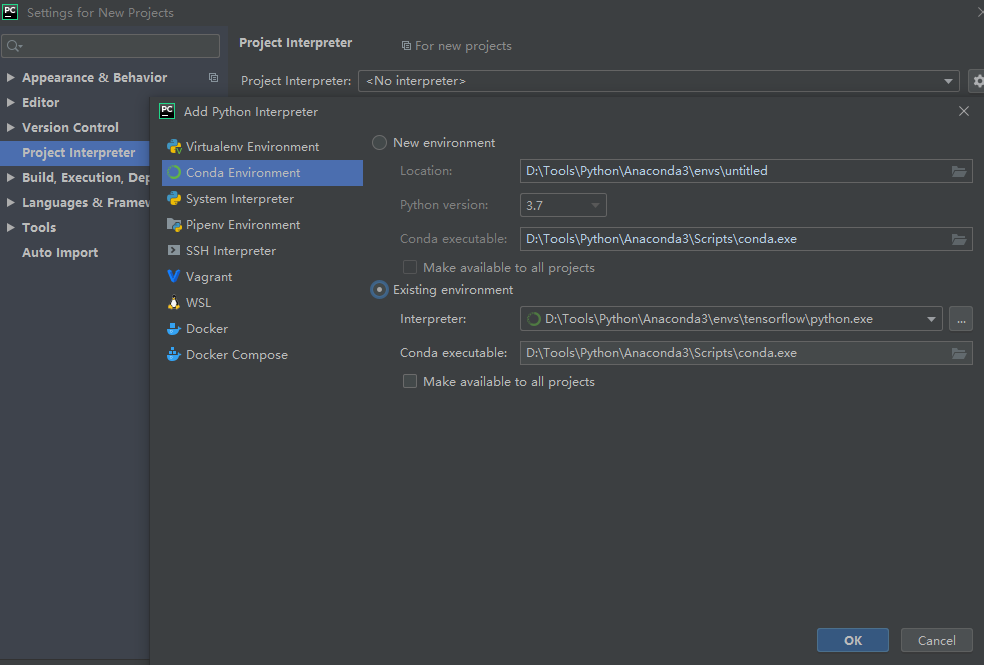 PC Settings for New Projects
Project Interpreter
For new projects
Appearance & Behavior
Project Interpreter: <No interpreter>
Editor
Version Control
Project Interpreter
Build, Execution, Dep
Languages & Framew
Tools
Auto Import
PC Add Python Interpreter
Virtualenv Environment
Conda Environment
System Interpreter
Pipenv Environment
SSH Interpreter
Vagrant
WSL
Docker
Docker Compose
New environment
Location: D:\Tools\Python\Anaconda3\envs\untitled
Python version: 3.7
Conda executable: D:\Tools\Python\Anaconda3\Scripts\conda.exe
Make available to all projects
Existing environment
Interpreter: D:\Tools\Python\Anaconda3\envs\tensorflow\python.exe ...
Conda executable: D:\Tools\Python\Anaconda3\Scripts\conda.exe
Make available to all projects
OK Cancel